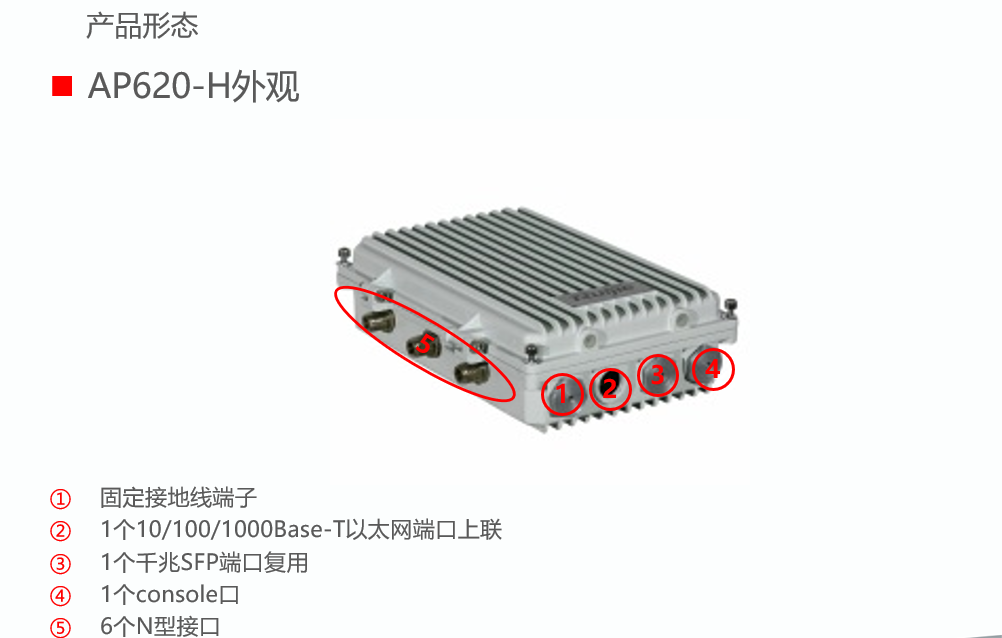 产品形态
AP620-H外观
5
1
2
3
4
① 固定接地线端子
② 1个10/100/1000Base-T以太网端口上联
③ 1个千兆SFP端口复用
④ 1个console口
⑤ 6个N型接口